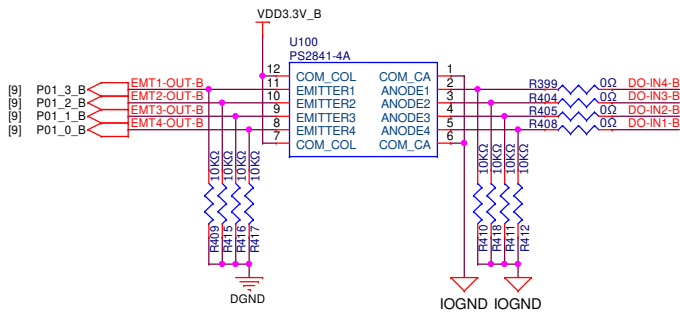 VDD3.3V_B
U100
PS2841-4A
12 COM_COL COM_CA 1
[9] P01_3_B EMT1-OUT-B 11 EMITTER1 ANODE1 2 R399 0Ω DO-IN4-B
[9] P01_2_B EMT2-OUT-B 10 EMITTER2 ANODE2 3 R404 0Ω DO-IN3-B
[9] P01_1_B EMT3-OUT-B 9 EMITTER3 ANODE3 4 R405 0Ω DO-IN2-B
[9] P01_0_B EMT4-OUT-B 8 EMITTER4 ANODE4 5 R408 0Ω DO-IN1-B
7 COM_COL COM_CA 6
10KΩ 10KΩ 10KΩ 10KΩ 10KΩ 10KΩ 10KΩ 10KΩ
R409 R415 R416 R417 R410 R418 R411 R412
DGND
IOGND IOGND